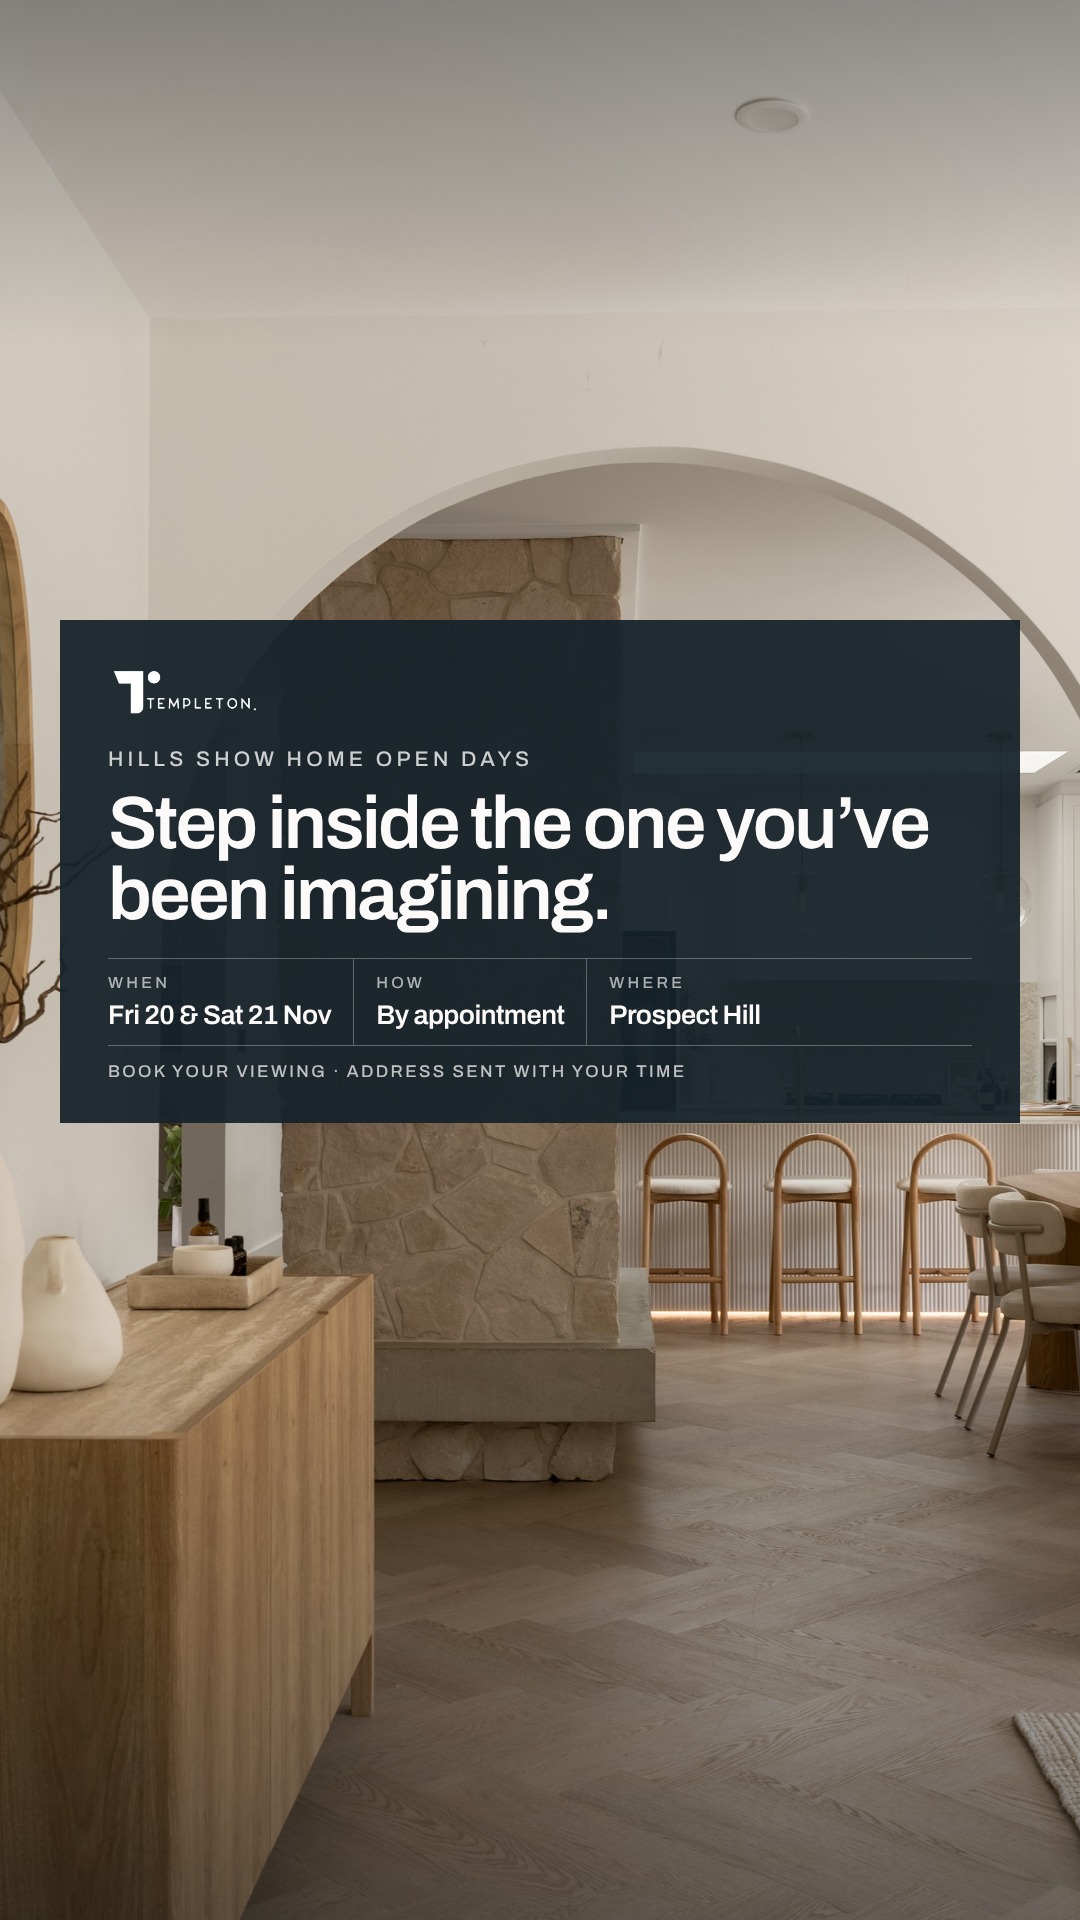 TEMPLETON.
HILLS SHOW HOME OPEN DAYS
Step inside the one you’ve
been imagining.
WHEN
Fri 20 & Sat 21 Nov
HOW
By appointment
WHERE
Prospect Hill
BOOK YOUR VIEWING · ADDRESS SENT WITH YOUR TIME